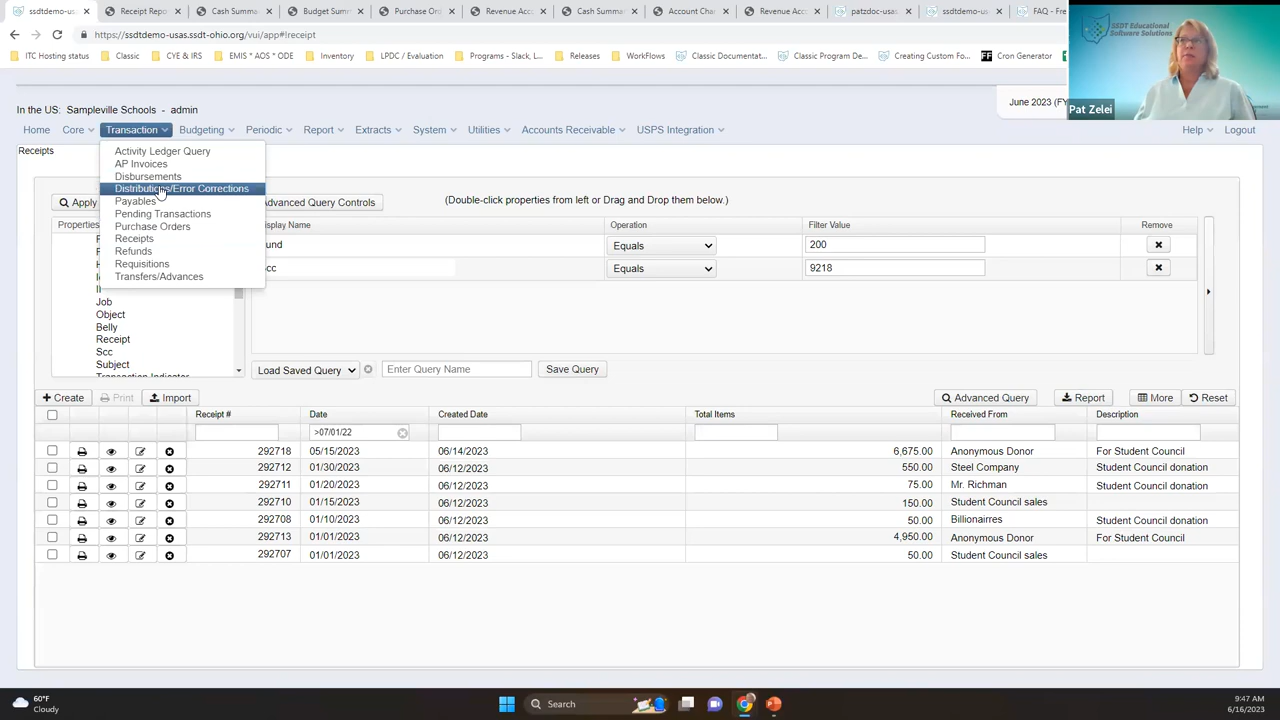 ssdtdemo-us
Receipt Rep
Cash Summa
Budget Summ
Purchase Orc
Revenue Acc
Cash Summa
Account Cha
Revenue Acc
patzdoc-usas.
ssdtdemo-us
FAQ - Fre
https://ssdtdemo-usas.ssdt-ohio.org/vui/app#!receipt
ITC Hosting status
Classic
CYE & IRS
EMIS * AOS * ODE
Inventory
LPDC / Evaluation
Programs - Slack, L...
Releases
WorkFlows
Classic Documentat...
Classic Program De...
Creating Custom Fo...
Cron Generator
SSDT Educational
Software Solutions
Pat Zelei
In the US: Sampleville Schools - admin
June 2023 (FY
Home
Core
Transaction
Budgeting
Periodic
Report
Extracts
System
Utilities
Accounts Receivable
USPS Integration
Help
Logout
Receipts
Activity Ledger Query
AP Invoices
Disbursements
Distributions/Error Corrections
Payables
Pending Transactions
Purchase Orders
Receipts
Refunds
Requisitions
Transfers/Advances
Apply
dvanced Query Controls
(Double-click properties from left or Drag and Drop them below.)
Properties
isplay Name
Operation
Filter Value
Remove
und
Equals
200
cc
Equals
9218
Job
Object
Belly
Receipt
Scc
Subject
Transaction Indicator
Load Saved Query
Enter Query Name
Save Query
Create
Print
Import
Advanced Query
Report
More
Reset
Receipt #
Date
Created Date
Total Items
Received From
Description
>07/01/22
292718 05/15/2023 06/14/2023 6,675.00 Anonymous Donor For Student Council
292712 01/30/2023 06/12/2023 550.00 Steel Company Student Council donation
292711 01/20/2023 06/12/2023 75.00 Mr. Richman Student Council donation
292710 01/15/2023 06/12/2023 150.00 Student Council sales
292708 01/10/2023 06/12/2023 50.00 Billionairres Student Council donation
292713 01/01/2023 06/12/2023 4,950.00 Anonymous Donor For Student Council
292707 01/01/2023 06/12/2023 50.00 Student Council sales
60°F
Cloudy
Search
9:47 AM
6/16/2023